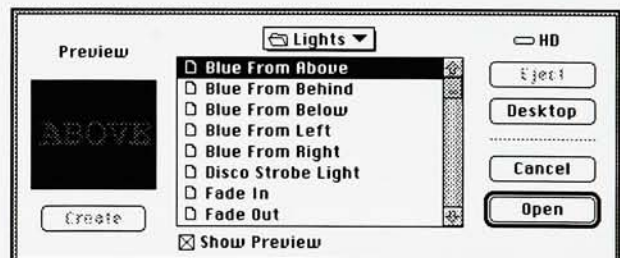 Preview
ABOVE
Create
Lights
Blue From Above
Blue From Behind
Blue From Below
Blue From Left
Blue From Right
Disco Strobe Light
Fade In
Fade Out
Show Preview
HD
Eject
Desktop
Cancel
Open